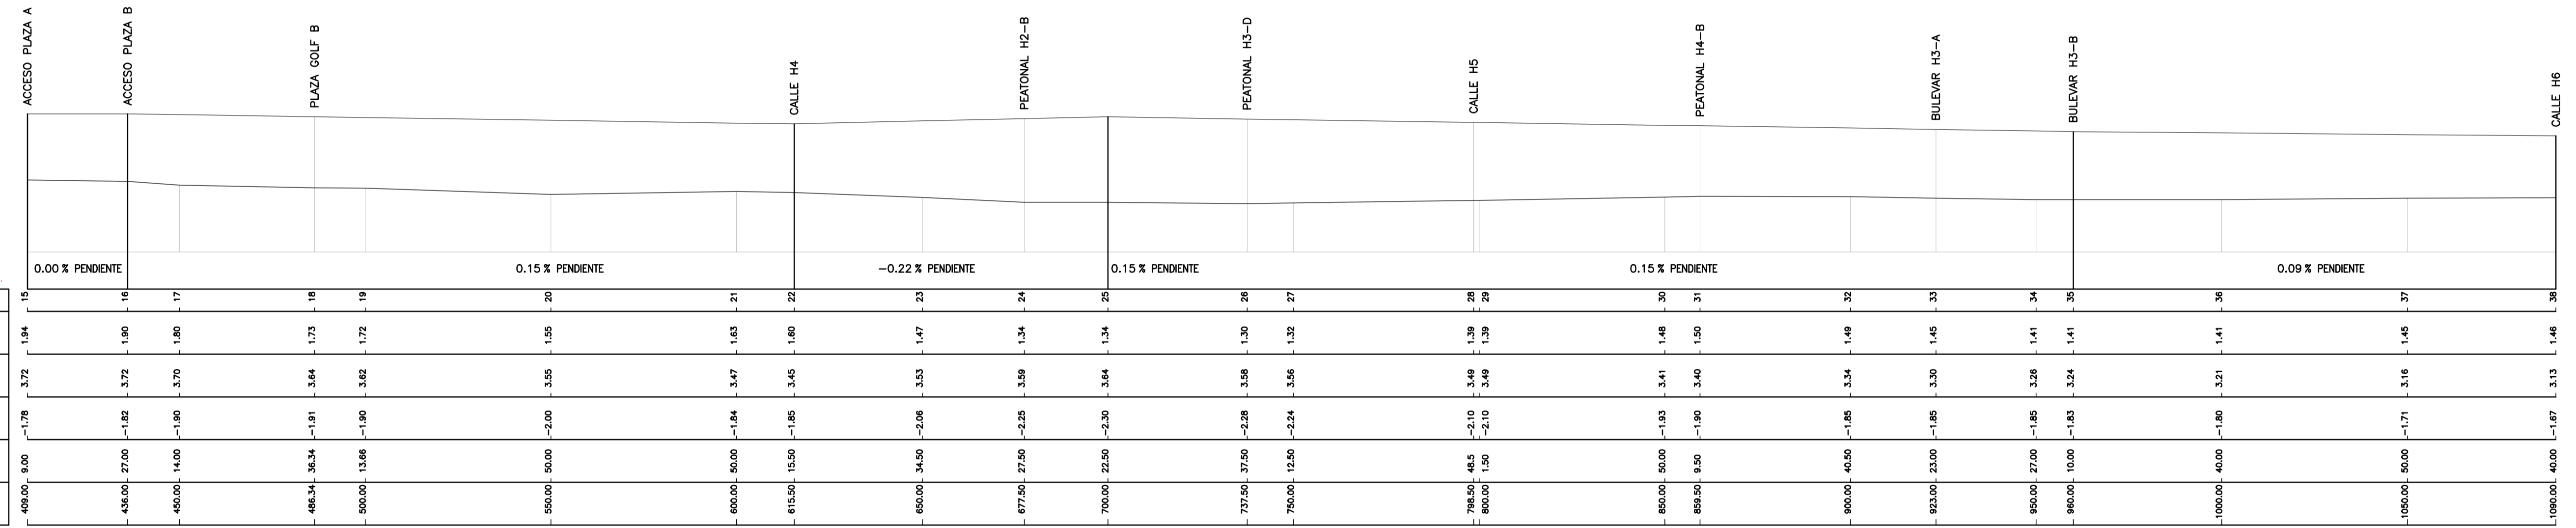 ACCESO PLAZA A
ACCESO PLAZA B
PLAZA GOLF B
CALLE H4
PEATONAL H2-B
PEATONAL H3-D
CALLE H5
PEATONAL H4-B
BULEVAR H3-A
BULEVAR H3-B
CALLE H6
0.00 % PENDIENTE
0.15 % PENDIENTE
-0.22 % PENDIENTE
0.15 % PENDIENTE
0.15 % PENDIENTE
0.09 % PENDIENTE
15 16 17 18 19 20 21 22 23 24 25 26 27 28 29 30 31 32 33 34 35 36 37 38
1.94 1.90 1.80 1.73 1.72 1.55 1.63 1.60 1.47 1.34 1.34 1.30 1.32 1.39 1.39 1.48 1.50 1.49 1.45 1.41 1.41 1.41 1.45 1.46
3.72 3.72 3.70 3.64 3.62 3.55 3.47 3.45 3.53 3.59 3.64 3.58 3.56 3.49 3.49 3.41 3.40 3.34 3.30 3.26 3.24 3.21 3.16 3.13
-1.78 -1.82 -1.90 -1.91 -1.90 -2.00 -1.84 -1.85 -2.06 -2.25 -2.30 -2.28 -2.24 -2.10 -2.10 -1.93 -1.90 -1.85 -1.85 -1.85 -1.83 -1.80 -1.71 -1.67
9.00 27.00 14.00 36.34 13.66 50.00 50.00 15.50 34.50 27.50 22.50 37.50 12.50 48.5 1.50 50.00 9.50 40.50 23.00 27.00 10.00 40.00 50.00 40.00
409.00 436.00 450.00 486.34 500.00 550.00 600.00 615.50 650.00 677.50 700.00 737.50 750.00 798.50 800.00 850.00 859.50 900.00 923.00 950.00 960.00 1000.00 1050.00 1090.00